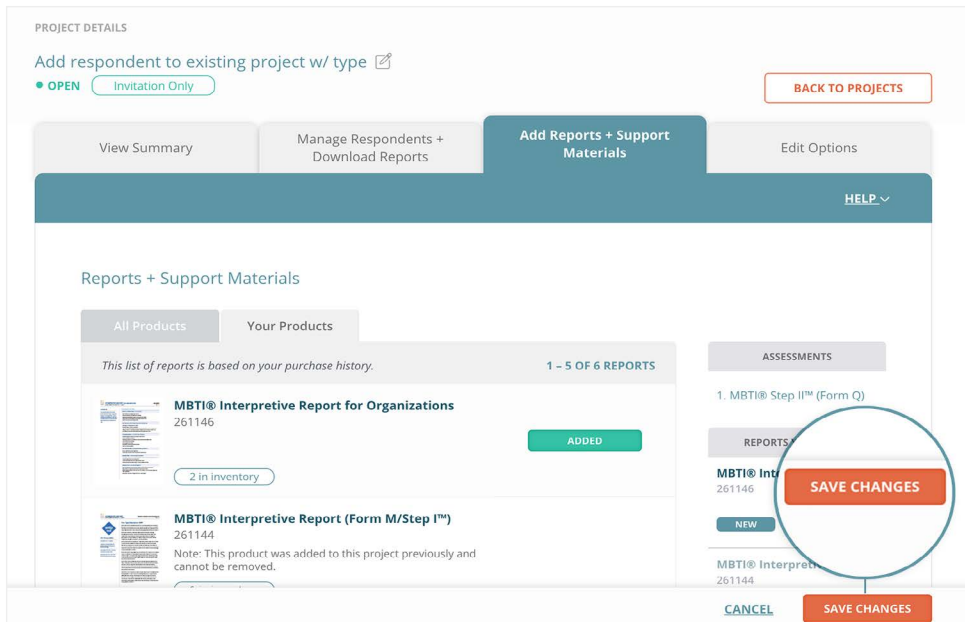 PROJECT DETAILS
Add respondent to existing project w/ type
OPEN
Invitation Only
BACK TO PROJECTS
View Summary
Manage Respondents +
Download Reports
Add Reports + Support
Materials
Edit Options
HELP
Reports + Support Materials
All Products
Your Products
This list of reports is based on your purchase history.
1 – 5 OF 6 REPORTS
MBTI® Interpretive Report for Organizations
261146
ADDED
2 in inventory
MBTI® Interpretive Report (Form M/Step I™)
261144
Note: This product was added to this project previously and
cannot be removed.
ASSESSMENTS
1. MBTI® Step II™ (Form Q)
REPORTS
MBTI® Int
261146
NEW
SAVE CHANGES
MBTI® Interpreti
261144
CANCEL
SAVE CHANGES